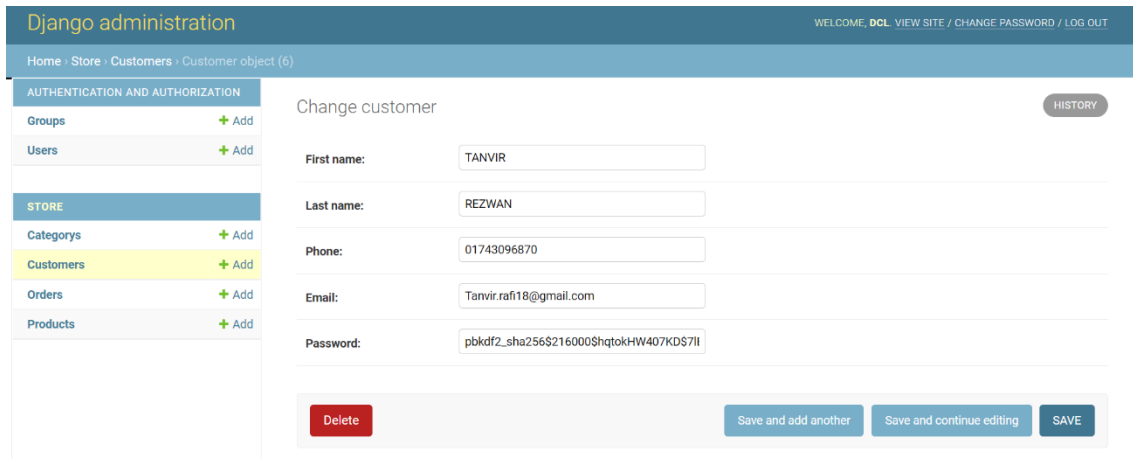 Django administration
WELCOME, DCL. VIEW SITE / CHANGE PASSWORD / LOG OUT
Home › Store › Customers › Customer object (6)
AUTHENTICATION AND AUTHORIZATION
Groups + Add
Users + Add
STORE
Categorys + Add
Customers + Add
Orders + Add
Products + Add
Change customer
HISTORY
First name: TANVIR
Last name: REZWAN
Phone: 01743096870
Email: Tanvir.rafi18@gmail.com
Password: pbkdf2_sha256$216000$hqtokHW407KD$7
Delete
Save and add another
Save and continue editing
SAVE